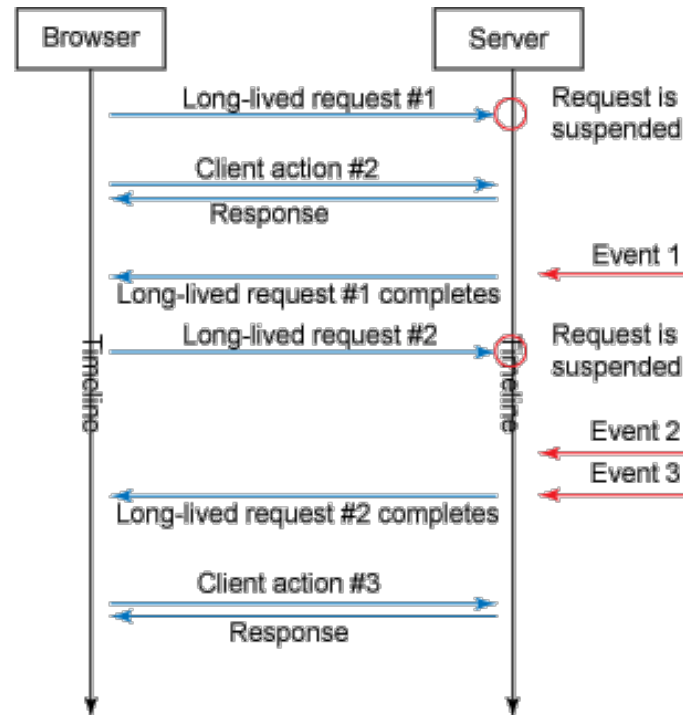 Browser
Server
Long-lived request #1
Request is
suspended
Client action #2
Response
Event 1
Long-lived request #1 completes
Long-lived request #2
Request is
suspended
Timeline
Timeline
Event 2
Event 3
Long-lived request #2 completes
Client action #3
Response